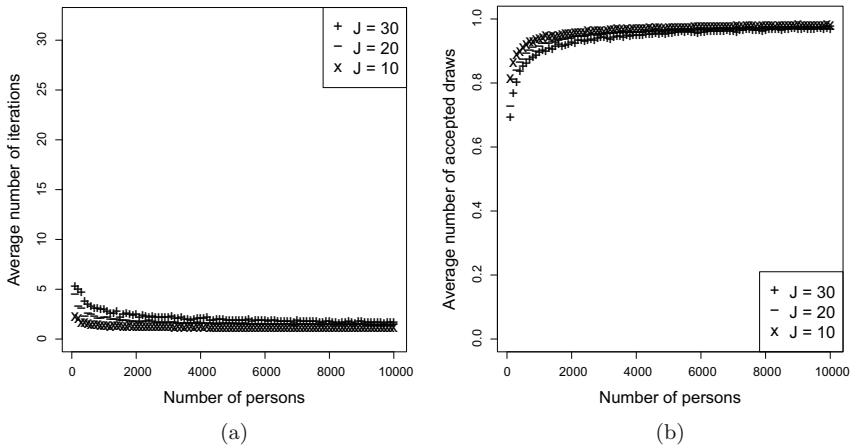 Average number of iterations
30
25
20
15
10
5
0
+ J = 30
− J = 20
x J = 10
0 2000 4000 6000 8000 10000
Number of persons
(a)
Average number of accepted draws
1.0
0.8
0.6
0.4
0.2
0.0
+ J = 30
− J = 20
x J = 10
0 2000 4000 6000 8000 10000
Number of persons
(b)